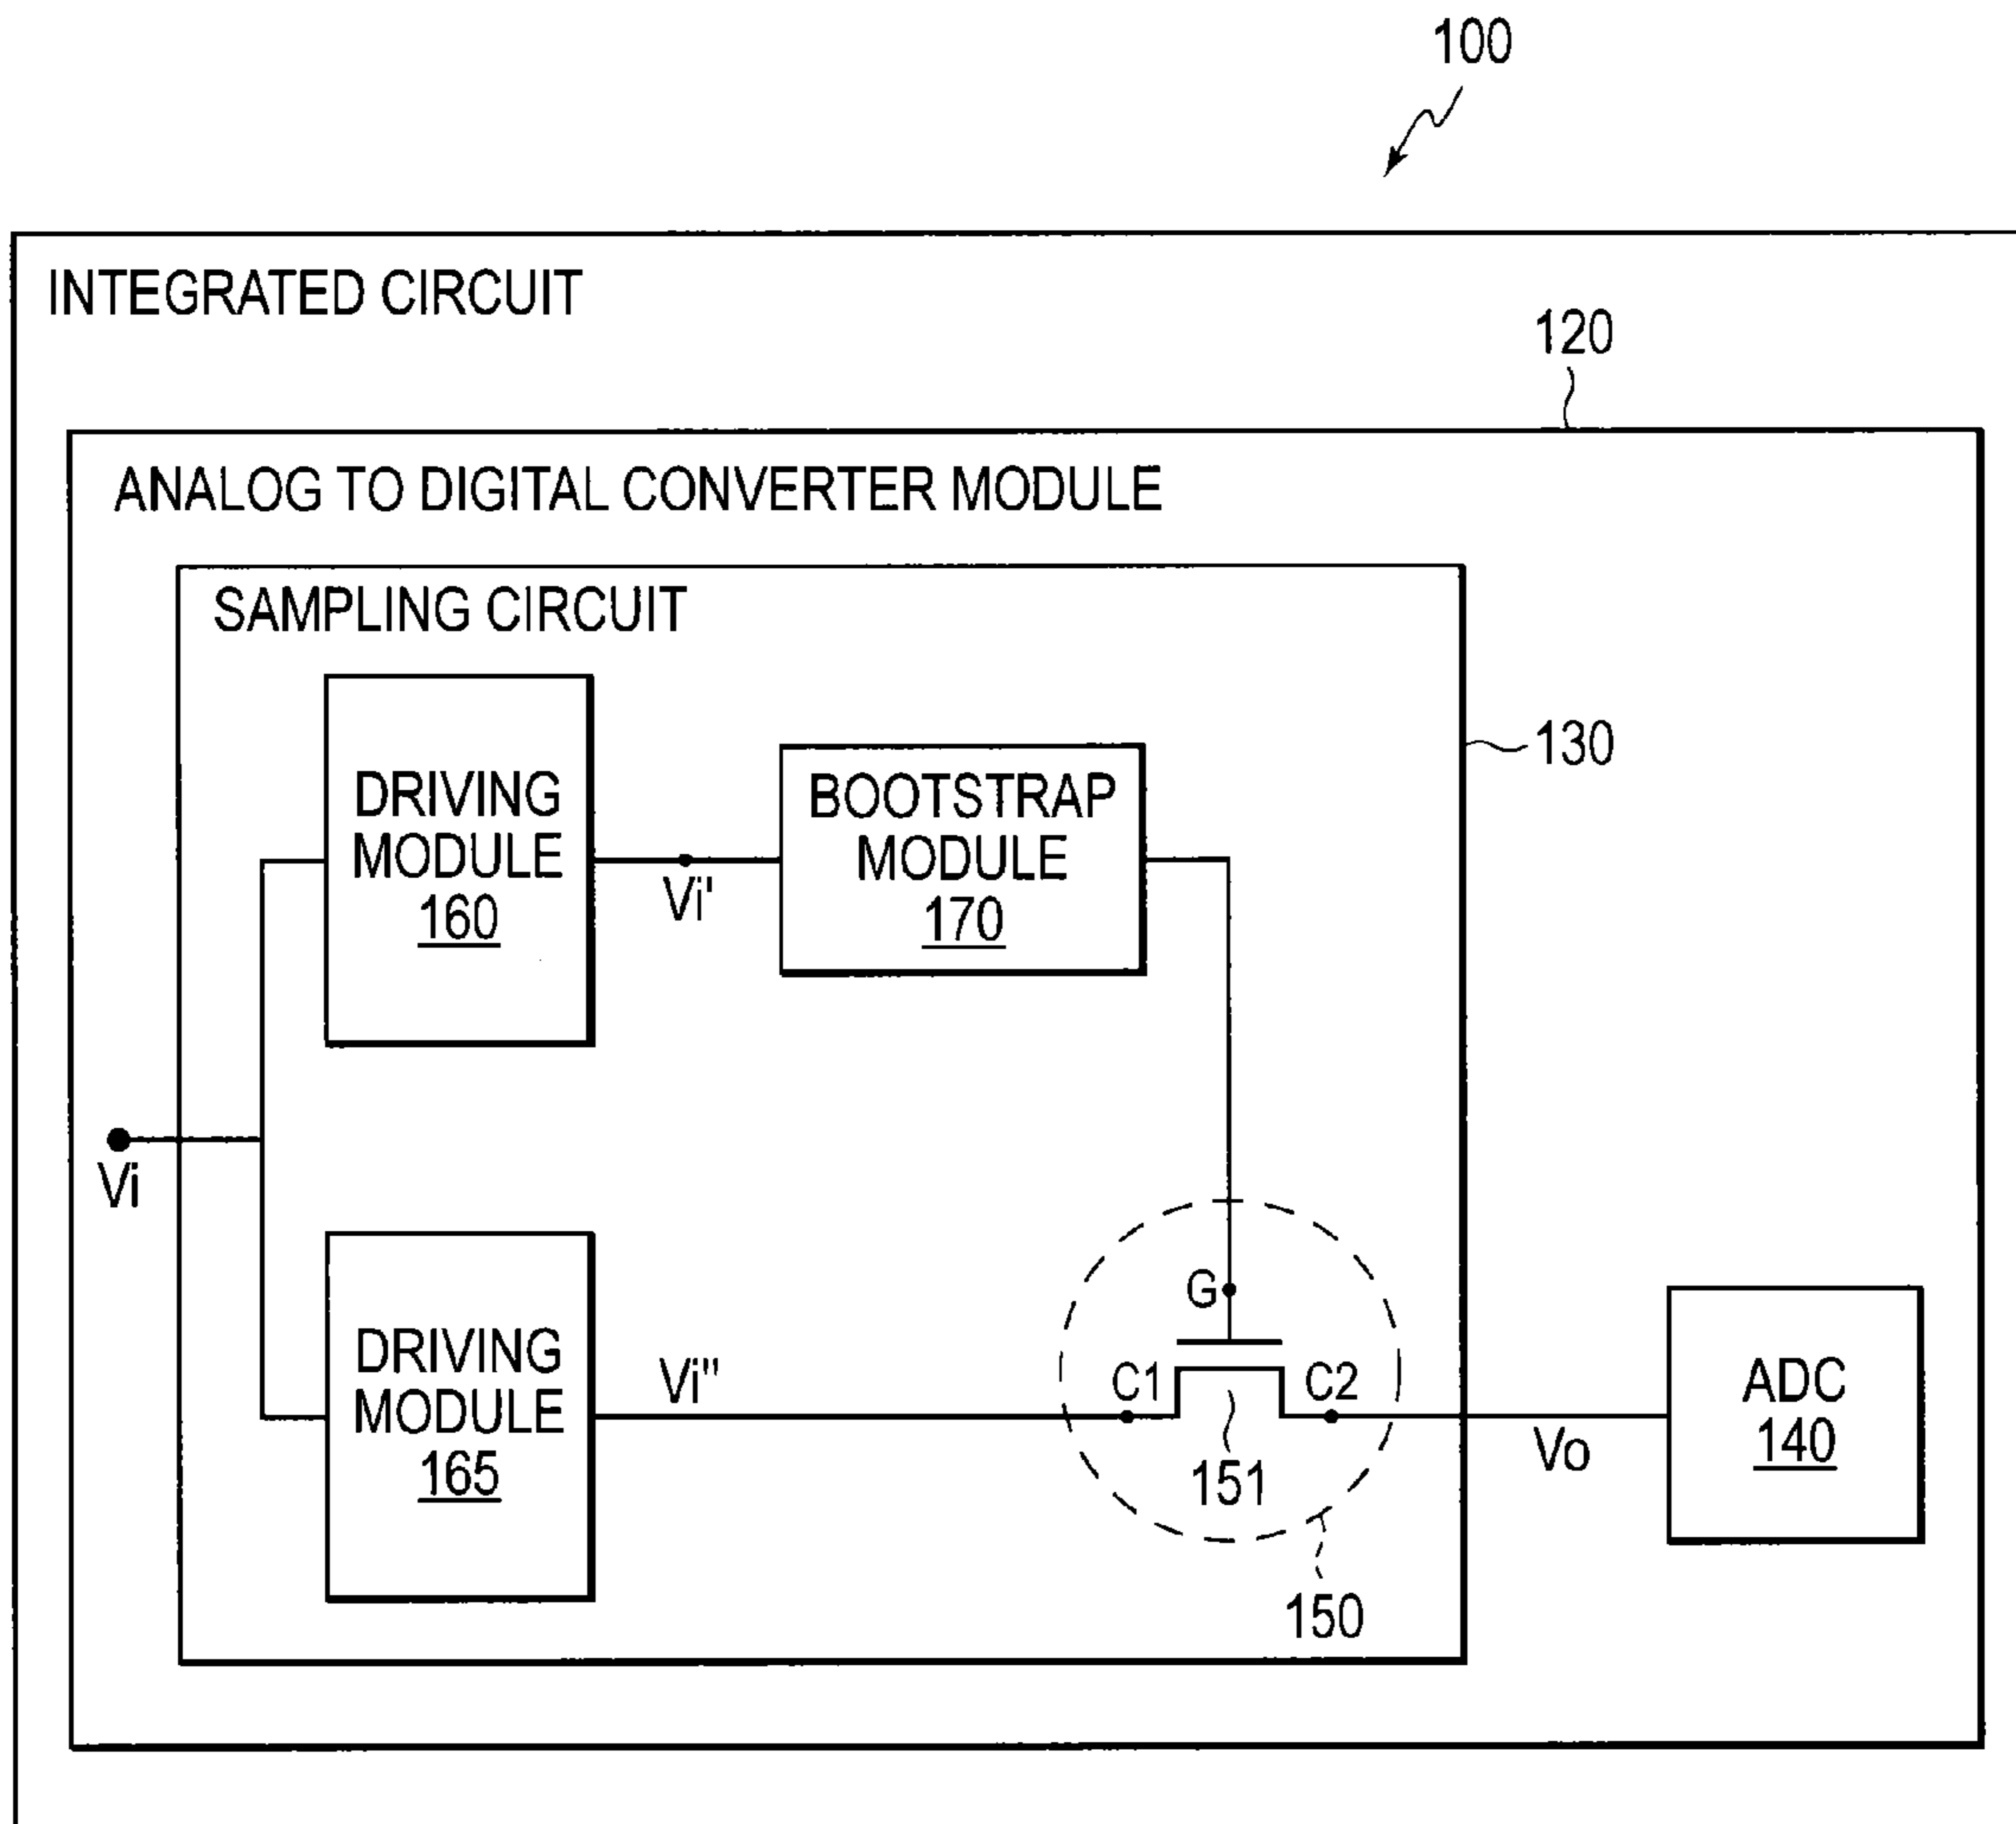 100
INTEGRATED CIRCUIT
120
ANALOG TO DIGITAL CONVERTER MODULE
SAMPLING CIRCUIT
130
DRIVING
MODULE
160
Vi'
BOOTSTRAP
MODULE
170
Vi
DRIVING
MODULE
165
Vi"
G
C1
C2
151
150
Vo
ADC
140